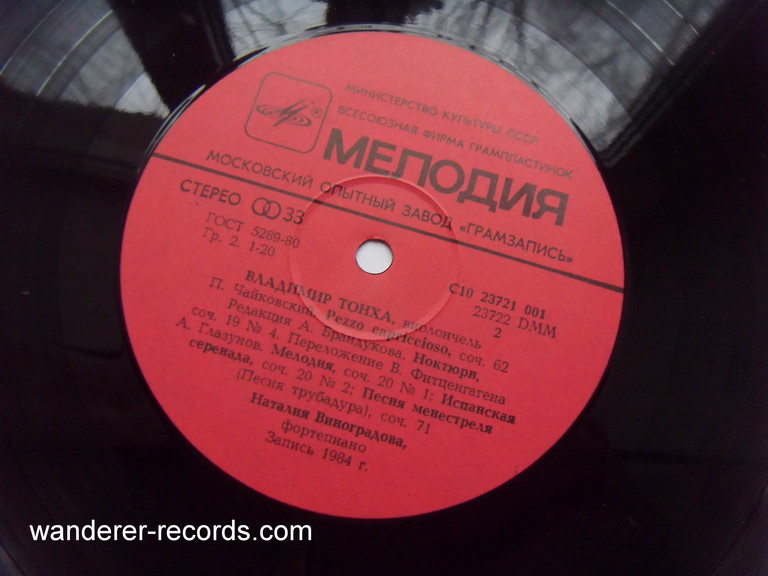 МИНИСТЕРСТВО КУЛЬТУРЫ СССР
ВСЕСОЮЗНАЯ ФИРМА ГРАМПЛАСТИНОК
МЕЛОДИЯ
МОСКОВСКИЙ ОПЫТНЫЙ ЗАВОД «ГРАМЗАПИСЬ»
СТЕРЕО 33
ГОСТ 5289-80
Гр. 2. 1-20
С10 23721 001
23722 DMM
2
ВЛАДИМИР ТОНХА, виолончель
П. Чайковский. Pezzo capriccioso, соч. 62
Редакция А. Брандукова. Ноктюрн,
соч. 19 № 4. Переложение В. Фитценгагена
А. Глазунов. Мелодия, соч. 20 № 1; Испанская
серенада, соч. 20 № 2; Песня менестреля
(Песня трубадура), соч. 71
Наталия Виноградова,
фортепиано
Запись 1984 г.
wanderer-records.com